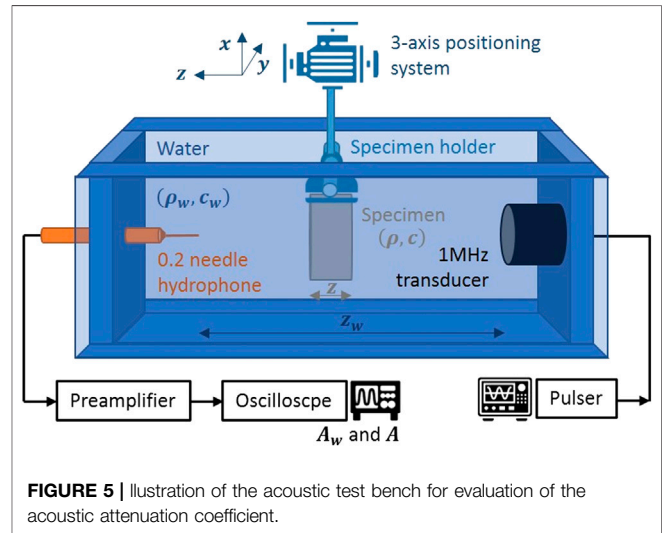 x
y
z
3-axis positioning
system
Water
Specimen holder
(ρw, cw)
Specimen
(ρ, c)
0.2 needle
hydrophone
1MHz
transducer
z
zw
Preamplifier
Oscilloscpe
Pulser
Aw and A
FIGURE 5 | Ilustration of the acoustic test bench for evaluation of the
acoustic attenuation coefficient.